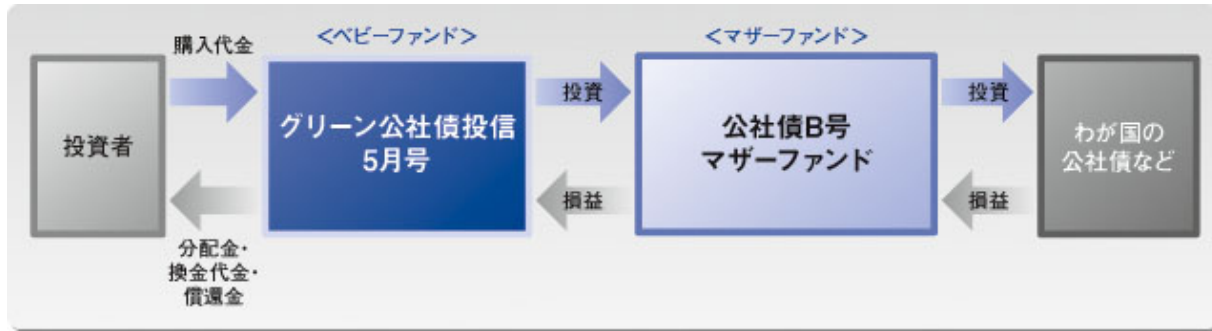 購入代金
<ベビーファンド>
<マザーファンド>
投資者
グリーン公社債投信
5月号
投資
公社債B号
マザーファンド
投資
わが国の
公社債など
損益
損益
分配金・
換金代金・
償還金